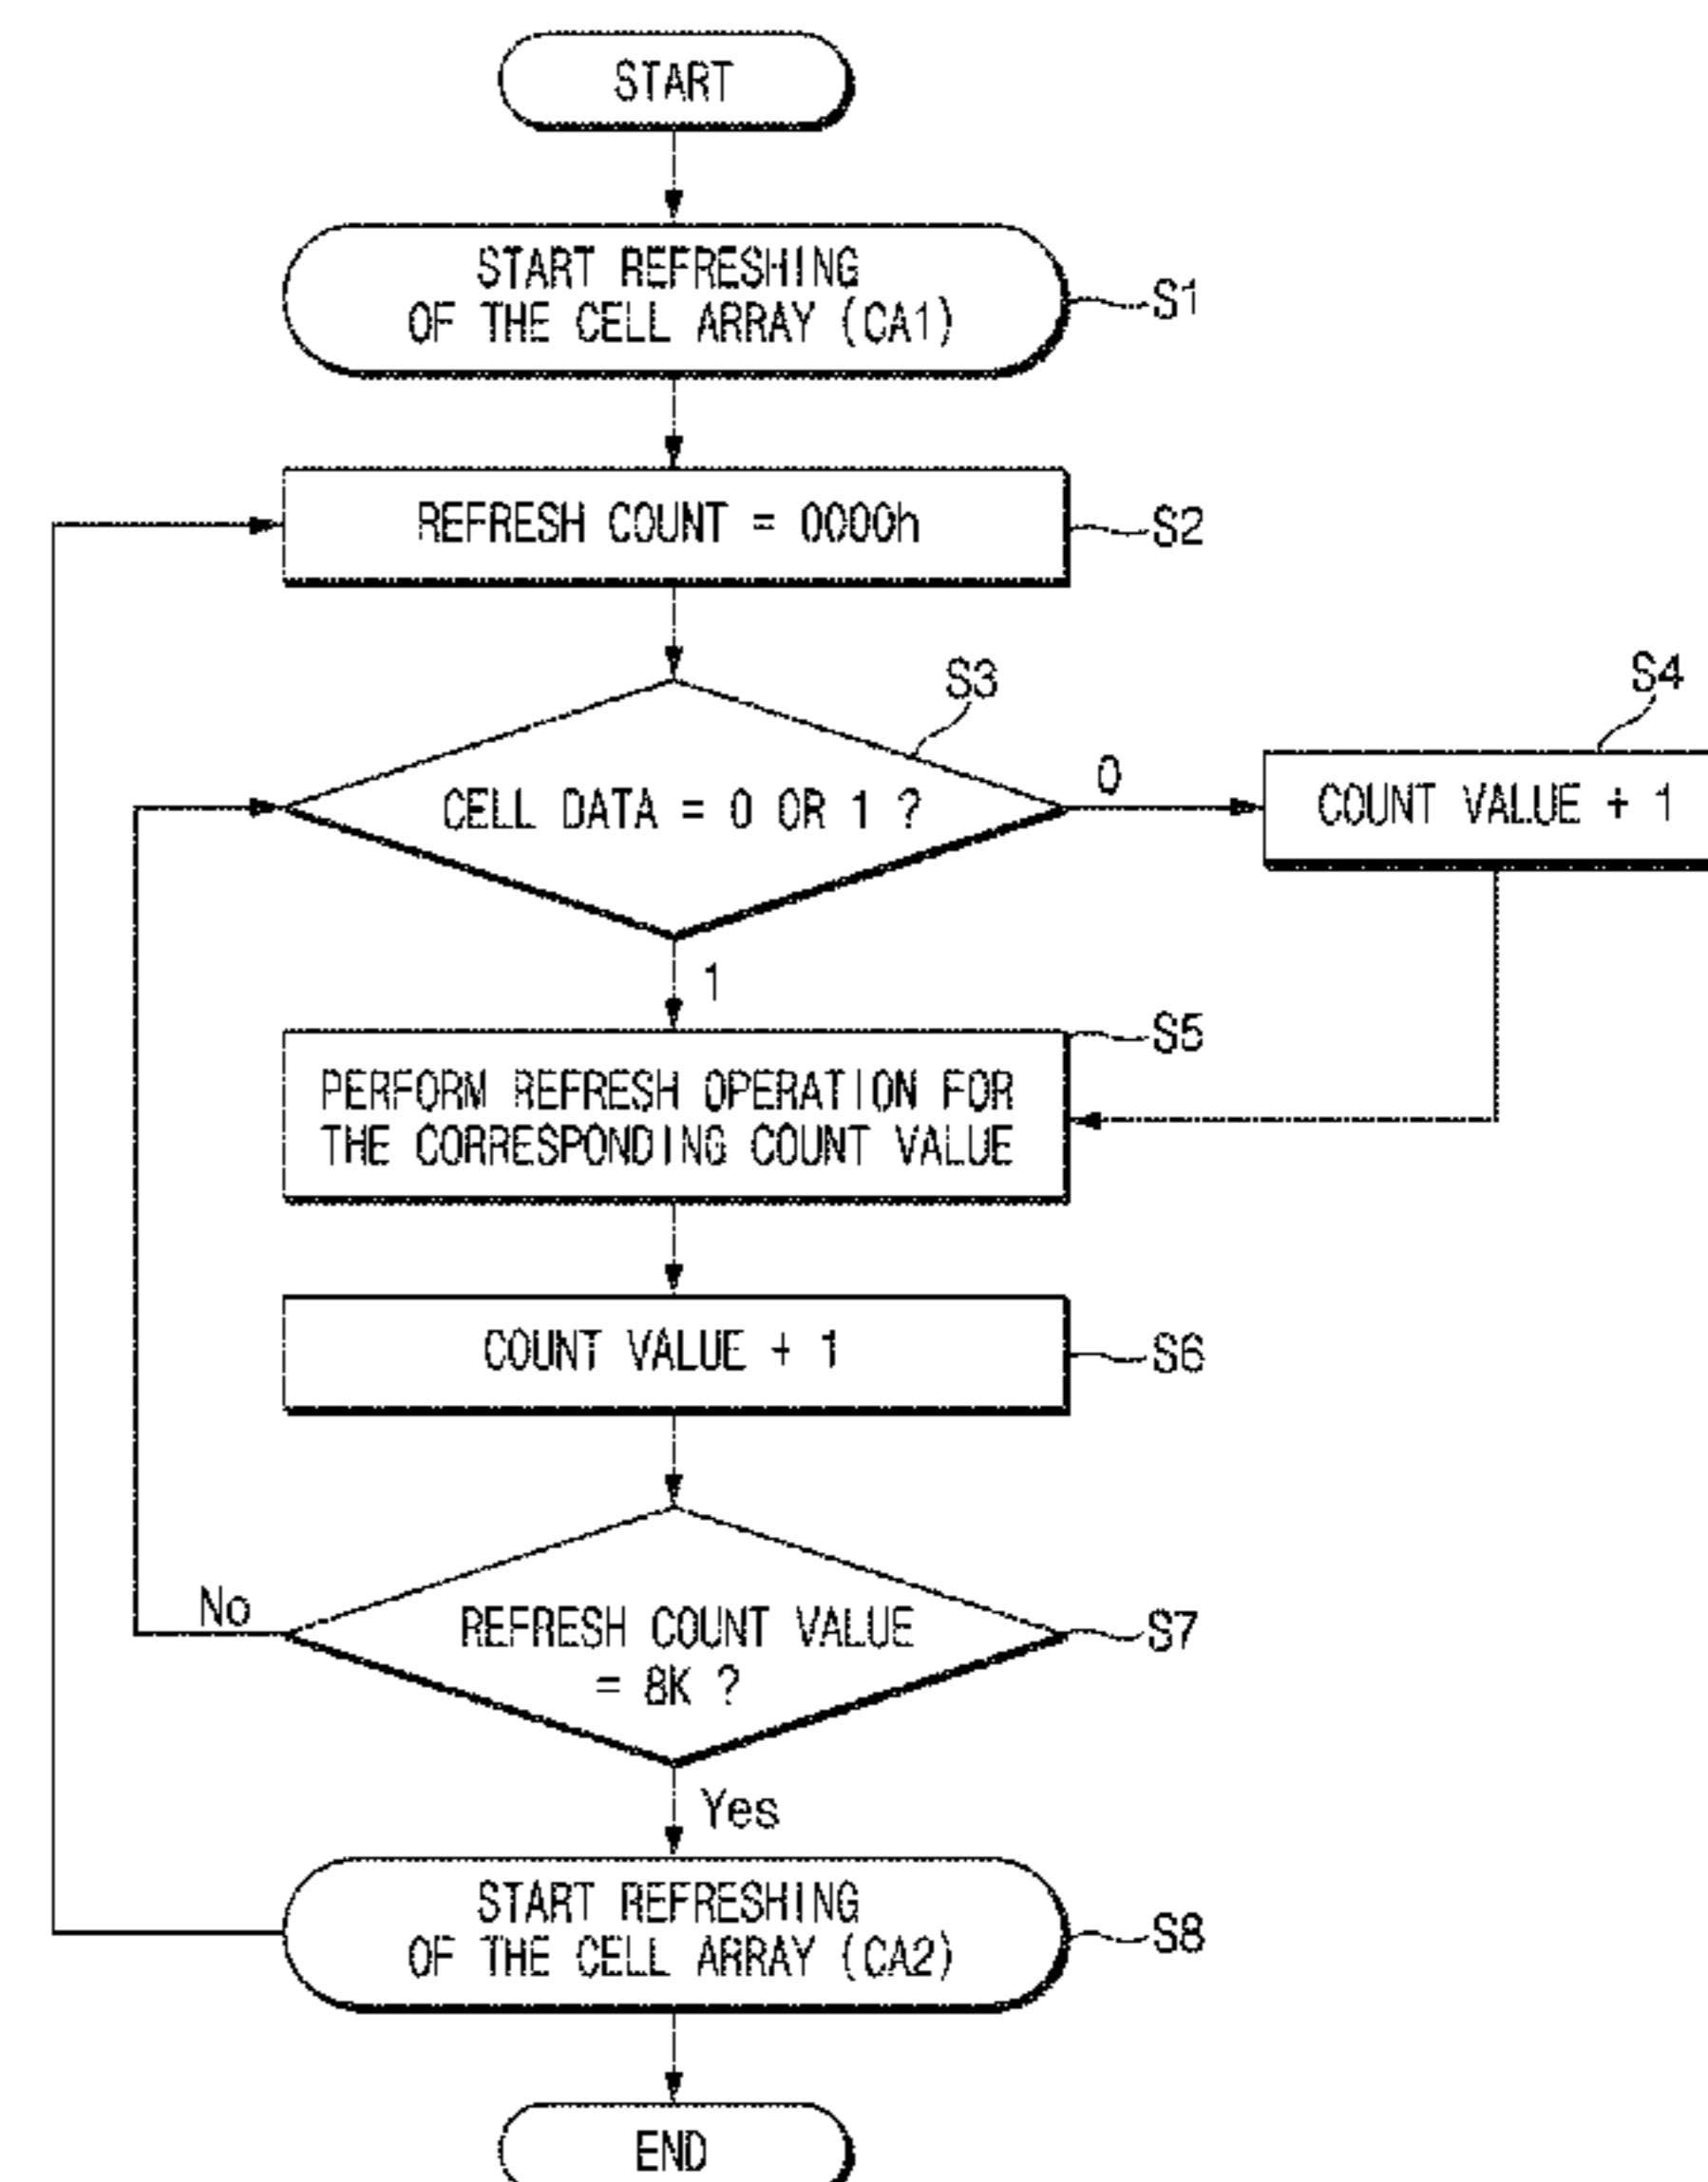 START
START REFRESHING
OF THE CELL ARRAY (CA1)
S1
REFRESH COUNT = 0000h
S2
S3
CELL DATA = 0 OR 1 ?
0
S4
COUNT VALUE + 1
1
S5
PERFORM REFRESH OPERATION FOR
THE CORRESPONDING COUNT VALUE
COUNT VALUE + 1
S6
No
REFRESH COUNT VALUE
= 8K ?
S7
Yes
START REFRESHING
OF THE CELL ARRAY (CA2)
S8
END